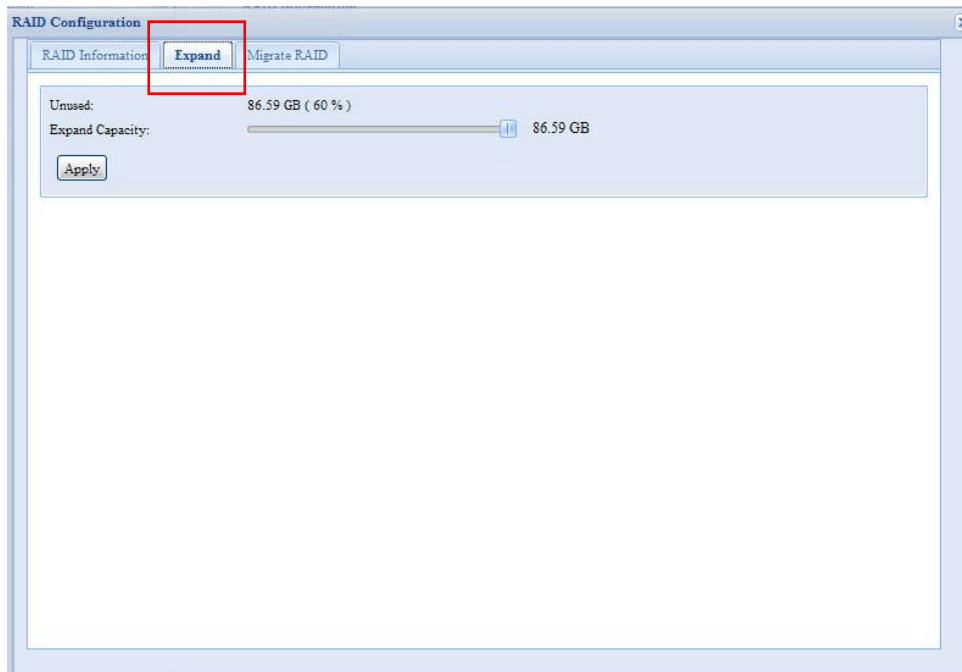 RAID Configuration
RAID Information Expand Migrate RAID
Unused: 86.59 GB ( 60 % )
Expand Capacity: 86.59 GB
Apply